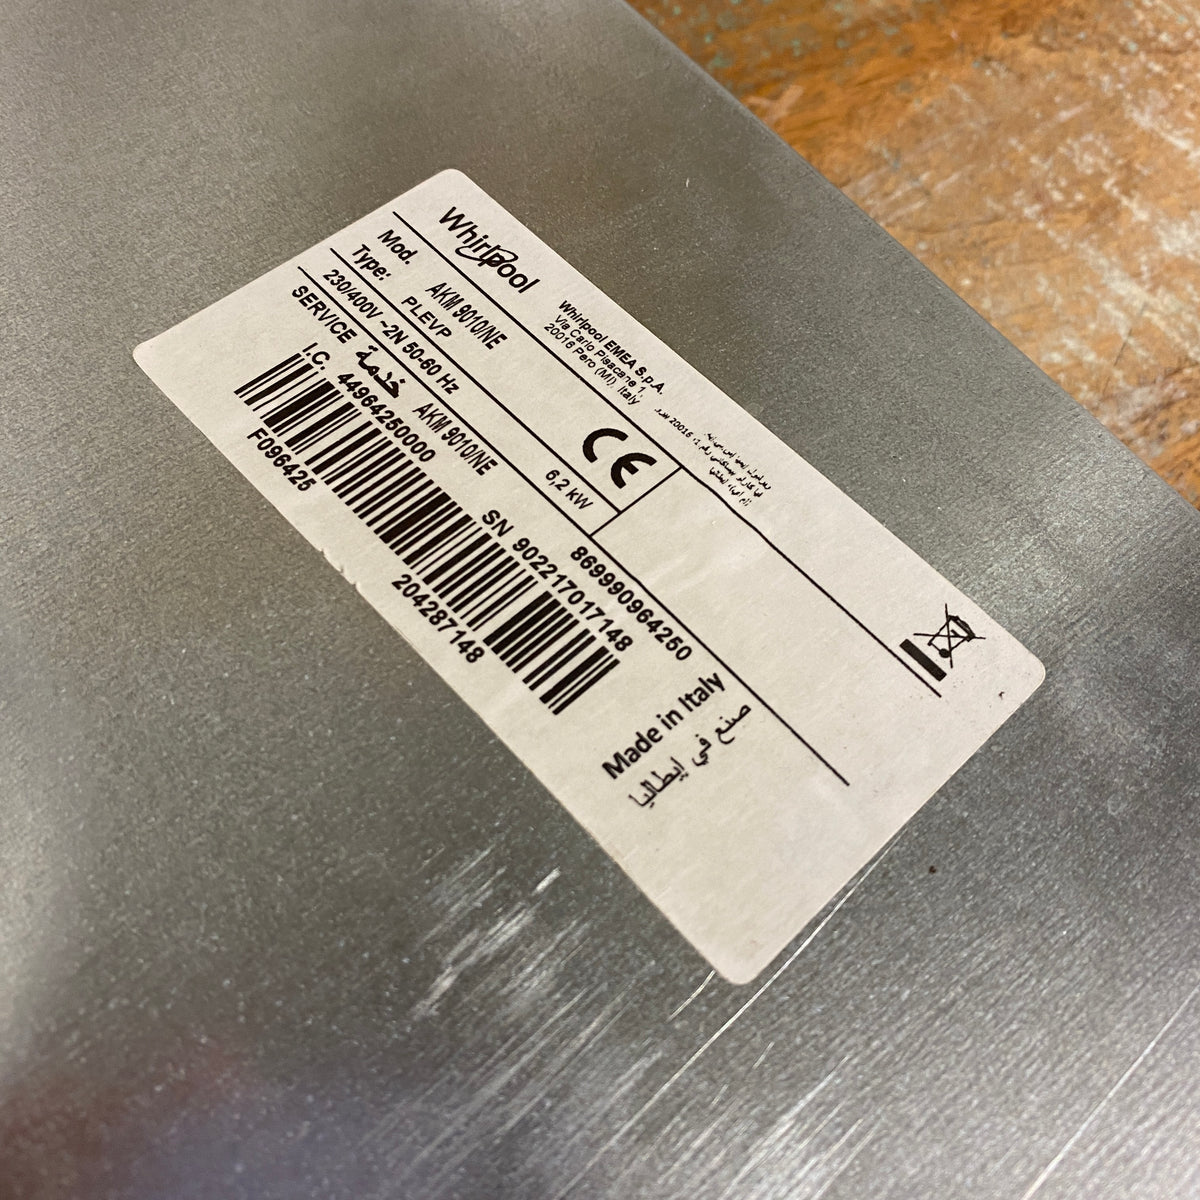 Whirlpool
Whirlpool EMEA S.p.A.
Via Carlo Pisacane 1,
20016 Pero (MI). Italy
Mod. AKM 9010/NE
Type: PLEVP
230/400V ~2N 50-60 Hz
6,2 kW
SERVICE خدمة AKM 9010/NE
869990964250
I.C. 44964250000
SN 902217017148
F096425
204287148
Made in Italy
صنع في إيطاليا